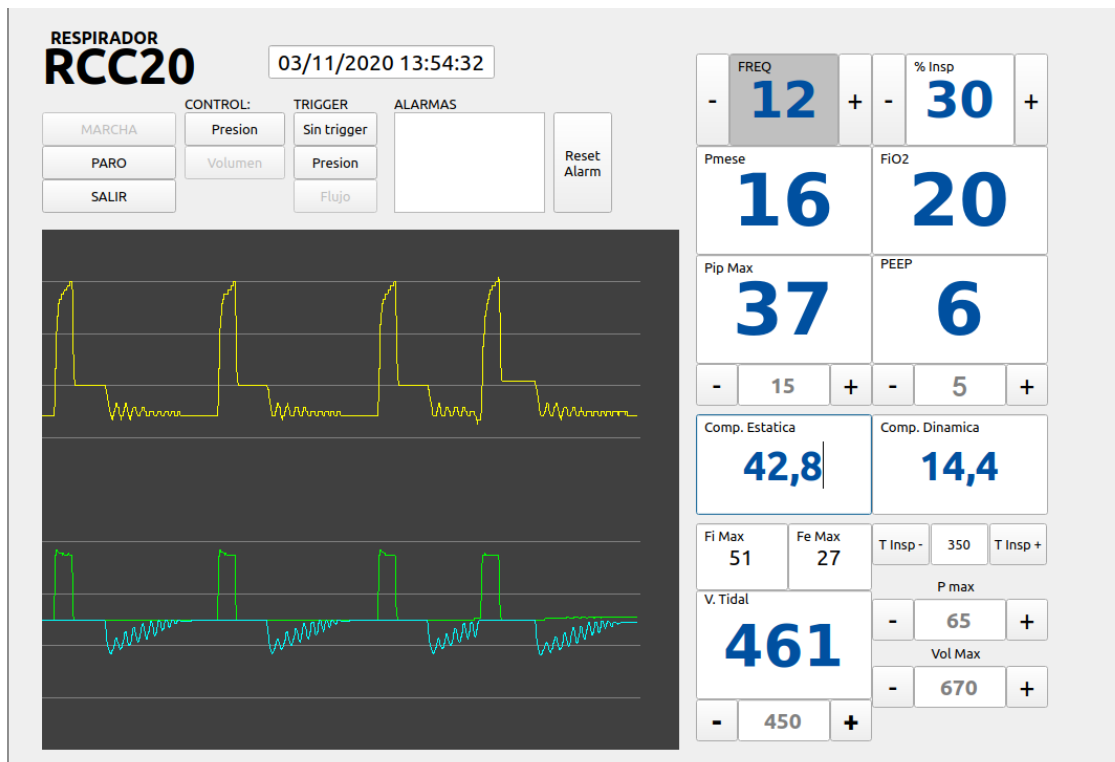 RESPIRADOR
RCC20
03/11/2020 13:54:32
CONTROL:
TRIGGER
ALARMAS
MARCHA
Presion
Sin trigger
PARO
Volumen
Presion
SALIR
Flujo
Reset
Alarm
FREQ
- 12 +
% Insp
- 30 +
Pmese
16
FiO2
20
Pip Max
37
PEEP
6
- 15 +
- 5 +
Comp. Estatica
42,8
Comp. Dinamica
14,4
Fi Max
51
Fe Max
27
T Insp - 350 T Insp +
P max
- 65 +
V. Tidal
461
Vol Max
- 670 +
- 450 +